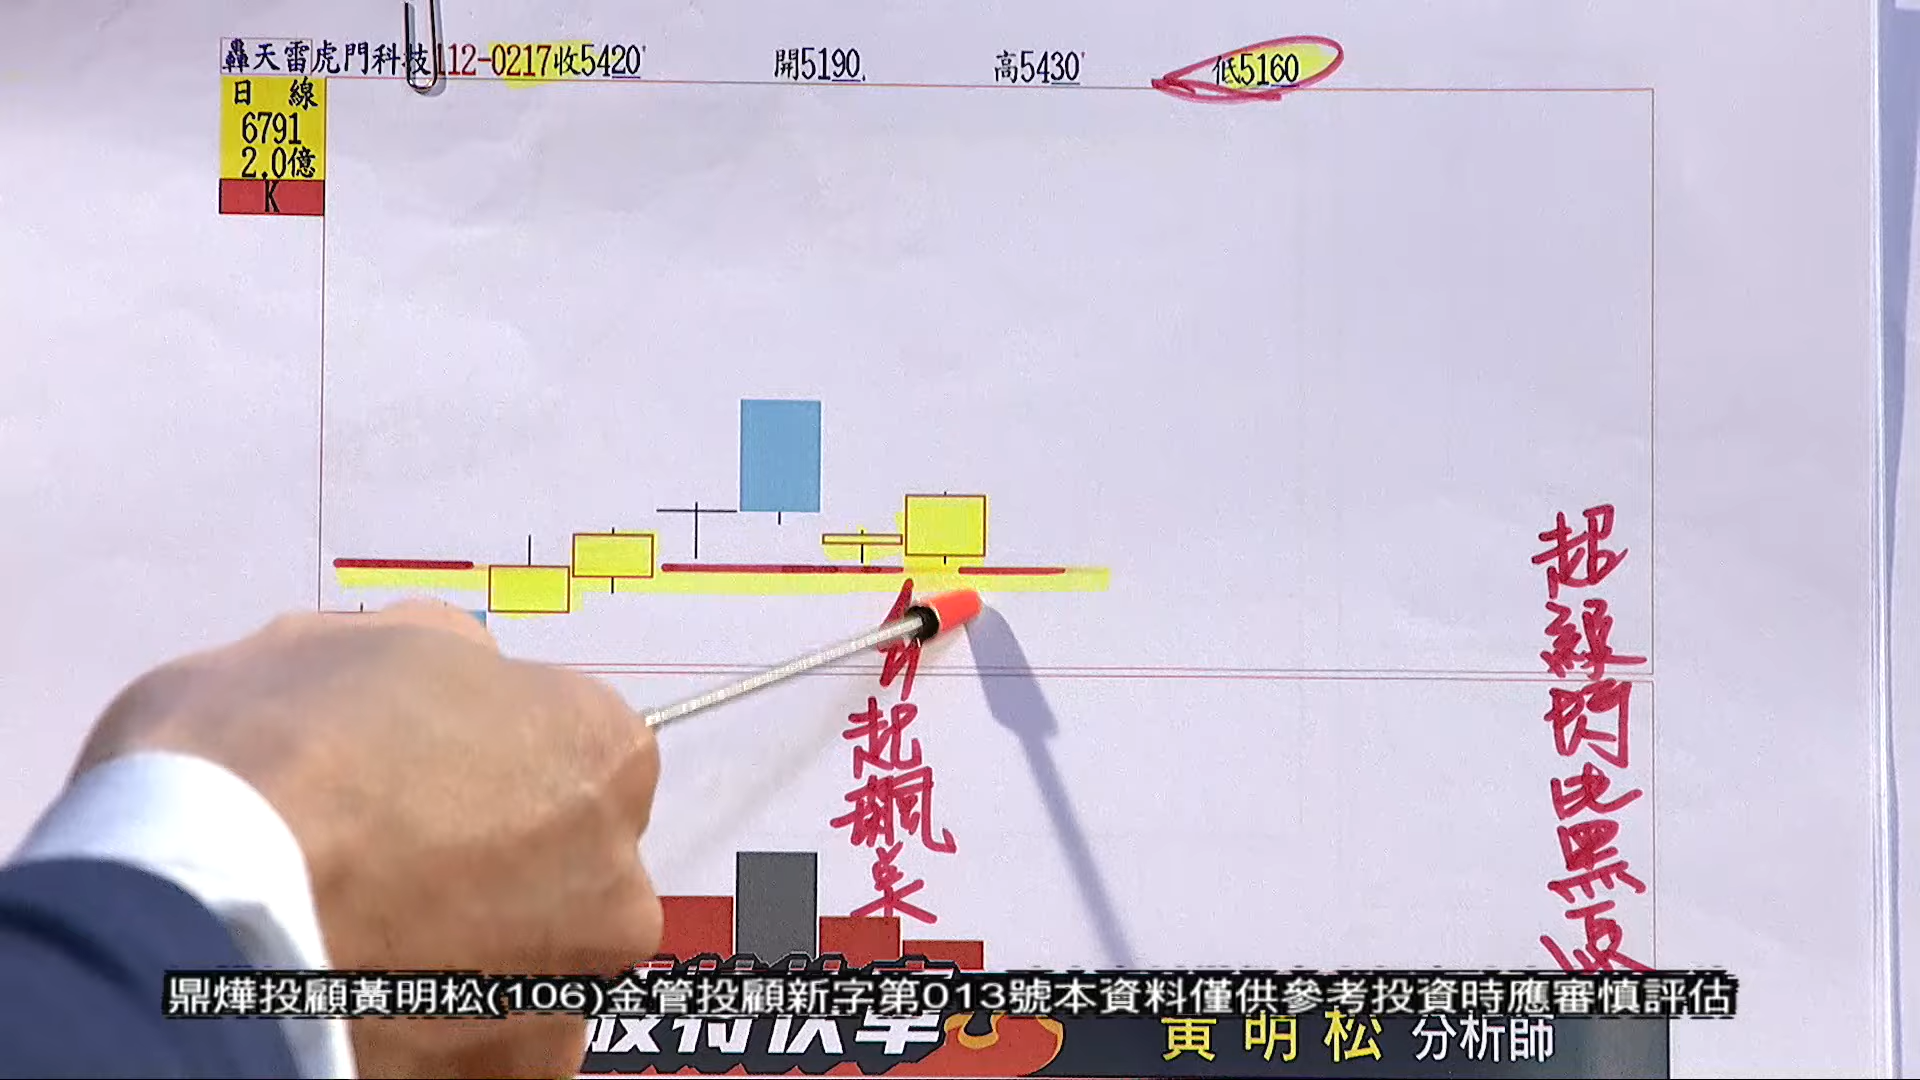 轟天雷虎門科技112-0217收5420' 開5190. 高5430' 低5160
日 線
6791
2.0億
K
起飆
超級閃
黑
鼎燁投顧黃明松(106)金管投顧新字第013號本資料僅供參考投資時應審慎評估
黃明松 分析師